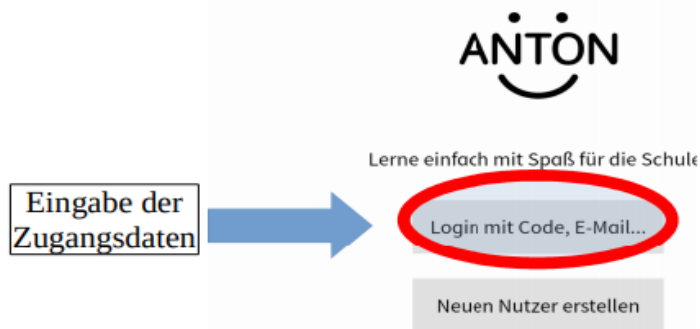 ANTON
Lerne einfach mit Spaß für die Schule
Eingabe der
Zugangsdaten
Login mit Code, E-Mail...
Neuen Nutzer erstellen